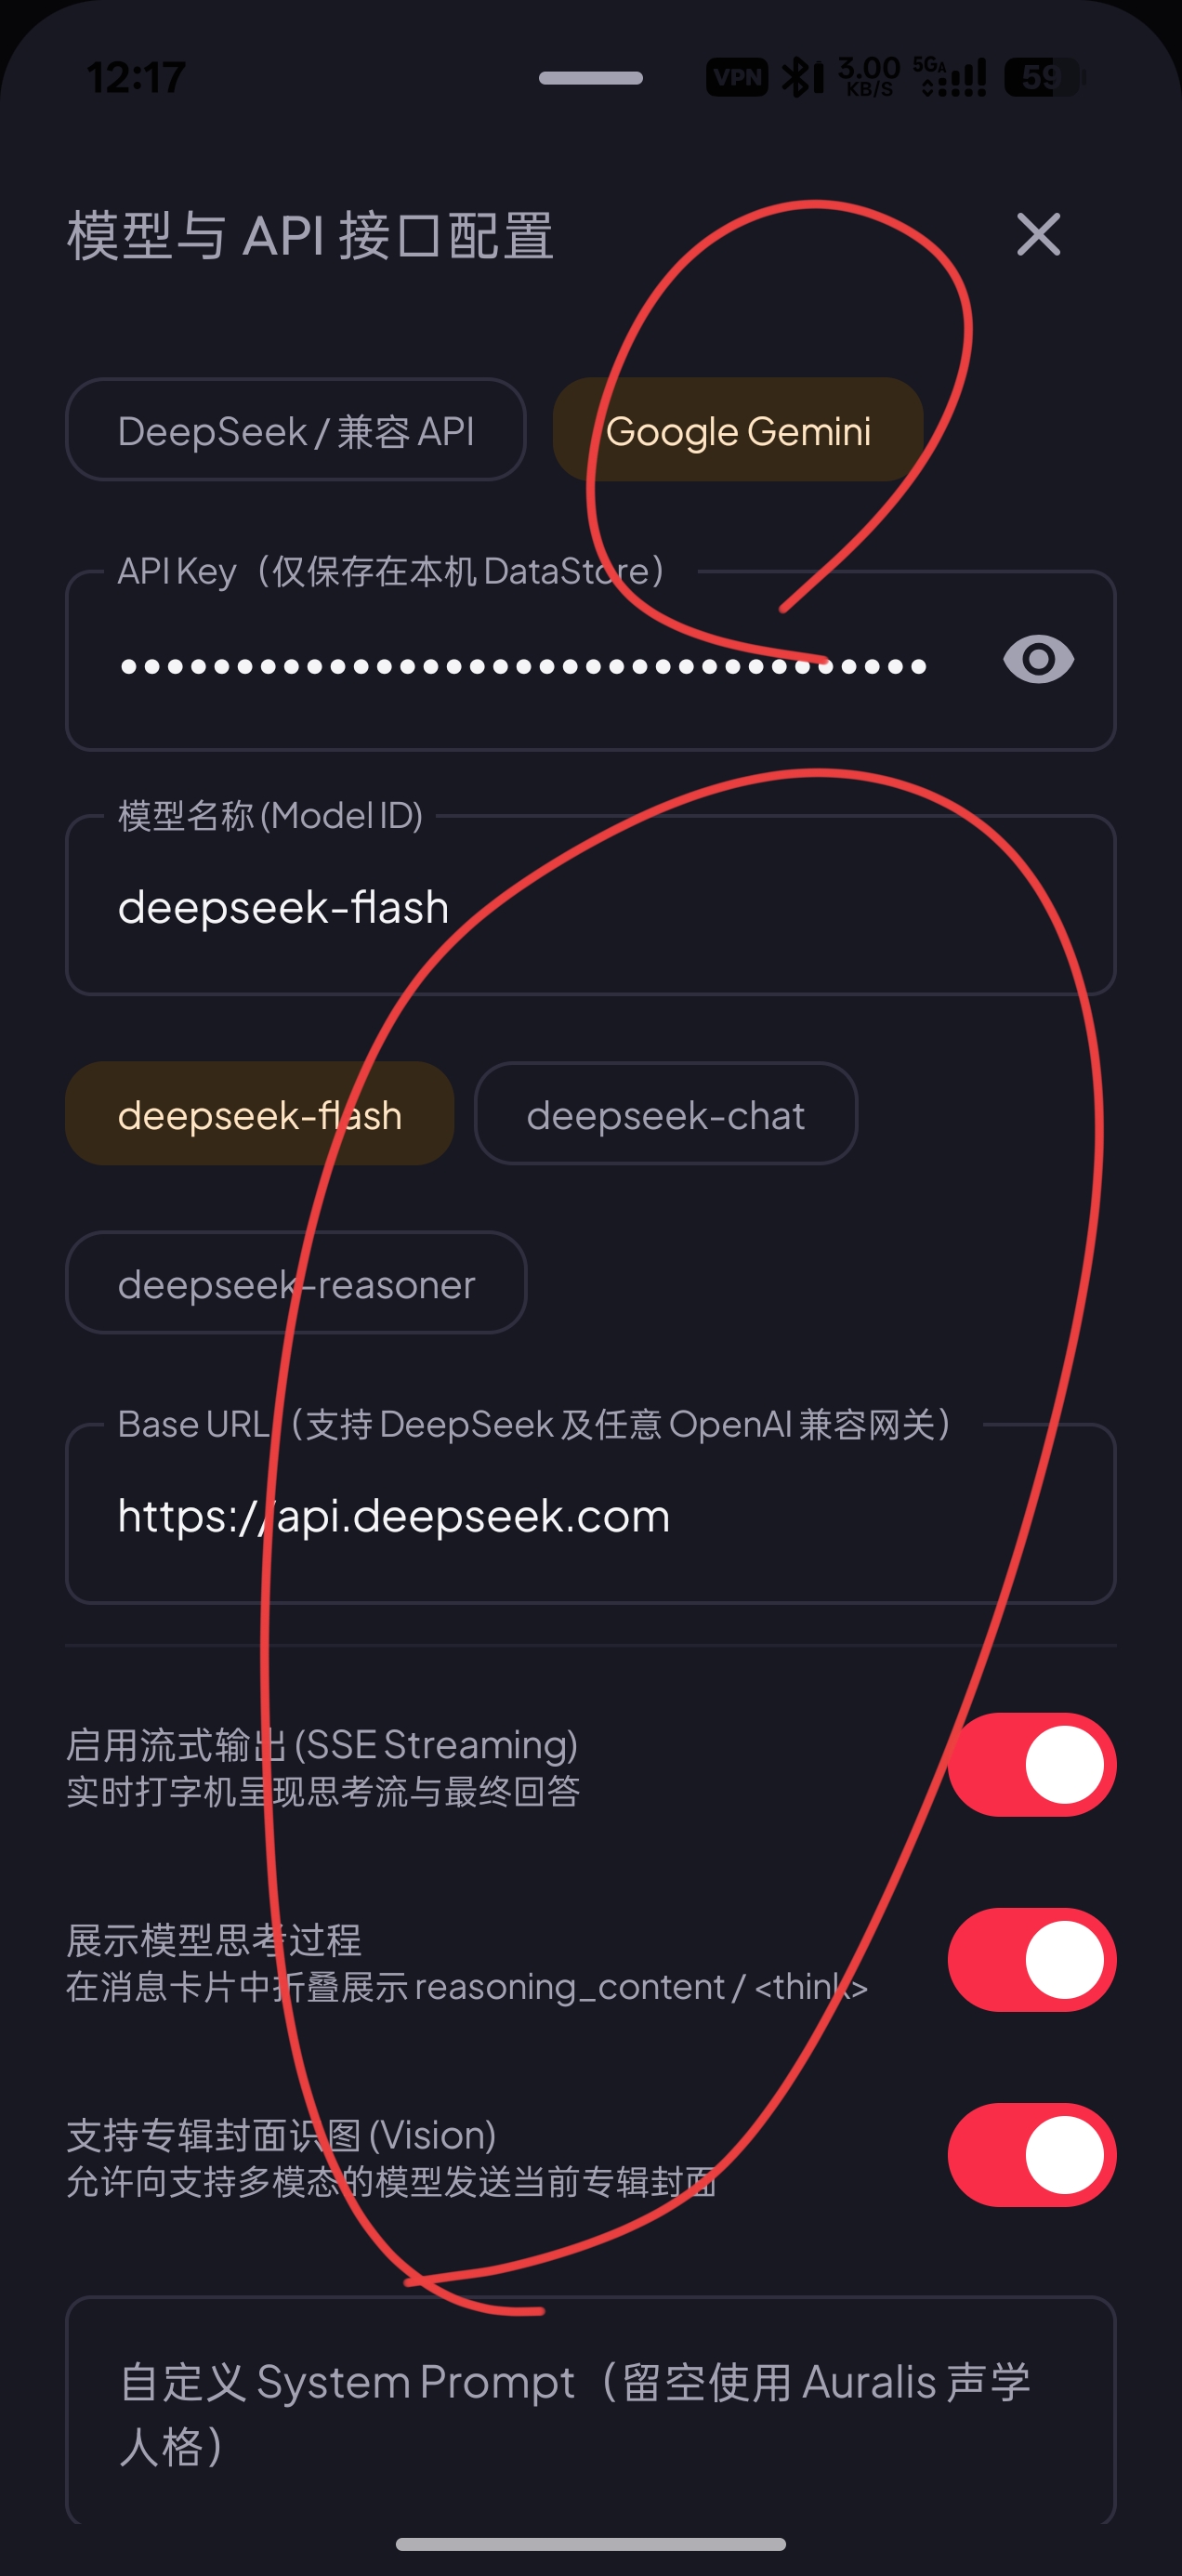 12:17
VPN 3.00 KB/S 5GA 59
模型与 API 接口配置
DeepSeek / 兼容 API Google Gemini
API Key（仅保存在本机 DataStore）
模型名称 (Model ID)
deepseek-flash
deepseek-flash deepseek-chat
deepseek-reasoner
Base URL（支持 DeepSeek 及任意 OpenAI 兼容网关）
https://api.deepseek.com
启用流式输出 (SSE Streaming)
实时打字机呈现思考流与最终回答
展示模型思考过程
在消息卡片中折叠展示 reasoning_content / <think>
支持专辑封面识图 (Vision)
允许向支持多模态的模型发送当前专辑封面
自定义 System Prompt（留空使用 Auralis 声学
人格）